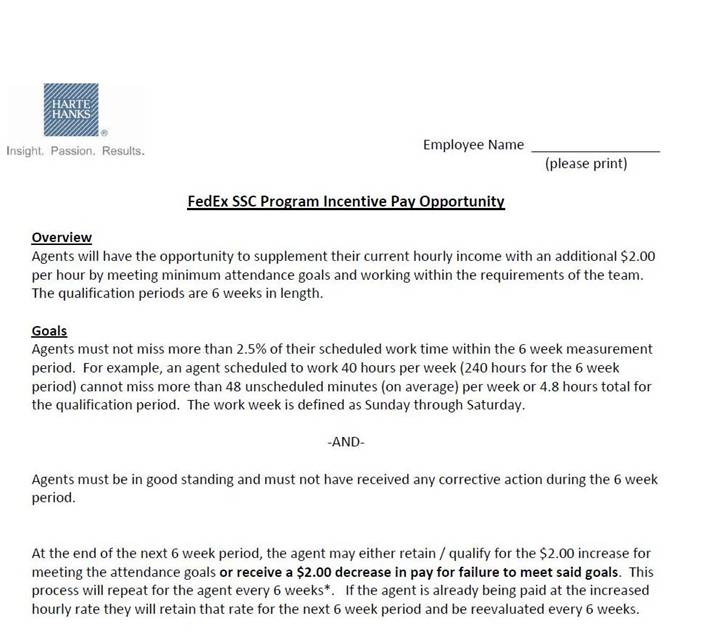 HARTE
HANKS
®
Insight. Passion. Results.
Employee Name ____________________
(please print)
FedEx SSC Program Incentive Pay Opportunity
Overview
Agents will have the opportunity to supplement their current hourly income with an additional $2.00
per hour by meeting minimum attendance goals and working within the requirements of the team.
The qualification periods are 6 weeks in length.
Goals
Agents must not miss more than 2.5% of their scheduled work time within the 6 week measurement
period. For example, an agent scheduled to work 40 hours per week (240 hours for the 6 week
period) cannot miss more than 48 unscheduled minutes (on average) per week or 4.8 hours total for
the qualification period. The work week is defined as Sunday through Saturday.
-AND-
Agents must be in good standing and must not have received any corrective action during the 6 week
period.
At the end of the next 6 week period, the agent may either retain / qualify for the $2.00 increase for
meeting the attendance goals or receive a $2.00 decrease in pay for failure to meet said goals. This
process will repeat for the agent every 6 weeks*. If the agent is already being paid at the increased
hourly rate they will retain that rate for the next 6 week period and be reevaluated every 6 weeks.